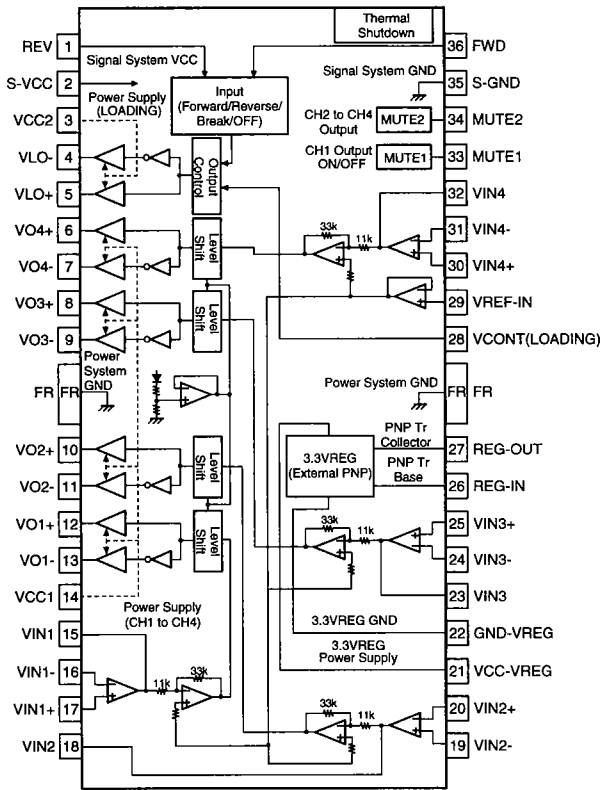 Thermal
Shutdown
REV 1
36 FWD
Signal System VCC
S-VCC 2
Signal System GND
35 S-GND
Power Supply
(LOADING)
Input
(Forward/Reverse/
Break/OFF)
VCC2 3
CH2 to CH4
Output
MUTE2
34 MUTE2
VLO- 4
Output
Control
CH1 Output
ON/OFF
MUTE1
33 MUTE1
VLO+ 5
32 VIN4
VO4+ 6
Level
Shift
33k
11k
31 VIN4-
VO4- 7
30 VIN4+
VO3+ 8
Level
Shift
29 VREF-IN
VO3- 9
28 VCONT(LOADING)
Power
System
GND
FR FR
Power System GND
FR FR
VO2+ 10
Level
Shift
3.3VREG
(External PNP)
PNP Tr
Collector
27 REG-OUT
VO2- 11
PNP Tr
Base
26 REG-IN
VO1+ 12
Level
Shift
33k
11k
25 VIN3+
VO1- 13
24 VIN3-
VCC1 14
23 VIN3
Power Supply
(CH1 to CH4)
3.3VREG GND
VIN1 15
22 GND-VREG
3.3VREG
Power Supply
VIN1- 16
21 VCC-VREG
11k
33k
VIN1+ 17
33k
11k
20 VIN2+
VIN2 18
19 VIN2-